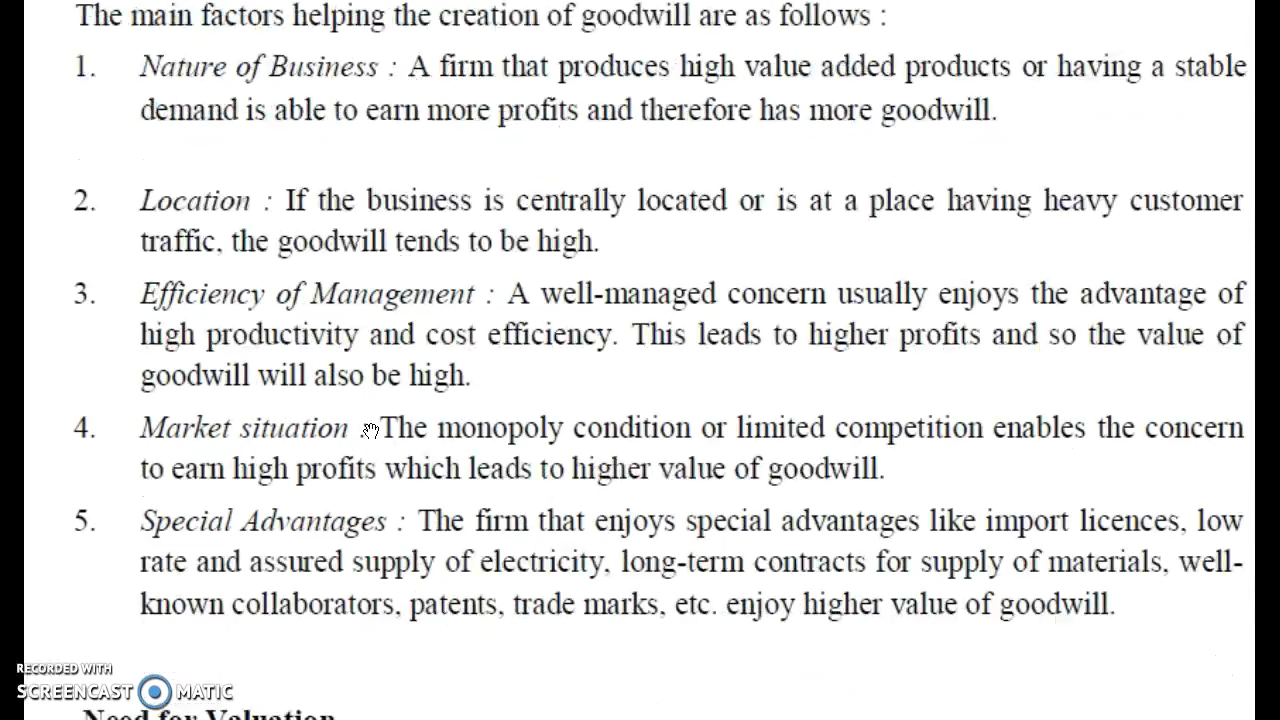 The main factors helping the creation of goodwill are as follows :
1. Nature of Business : A firm that produces high value added products or having a stable
demand is able to earn more profits and therefore has more goodwill.
2. Location : If the business is centrally located or is at a place having heavy customer
traffic, the goodwill tends to be high.
3. Efficiency of Management : A well-managed concern usually enjoys the advantage of
high productivity and cost efficiency. This leads to higher profits and so the value of
goodwill will also be high.
4. Market situation : The monopoly condition or limited competition enables the concern
to earn high profits which leads to higher value of goodwill.
5. Special Advantages : The firm that enjoys special advantages like import licences, low
rate and assured supply of electricity, long-term contracts for supply of materials, well-
known collaborators, patents, trade marks, etc. enjoy higher value of goodwill.
RECORDED WITH
SCREENCAST MATIC
Need for Valuation